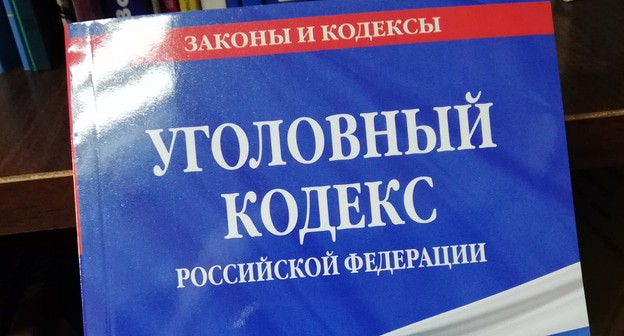 ЗАКОНЫ И КОДЕКСЫ
УГОЛОВНЫЙ
КОДЕКС
РОССИЙСКОЙ ФЕДЕРАЦИИ